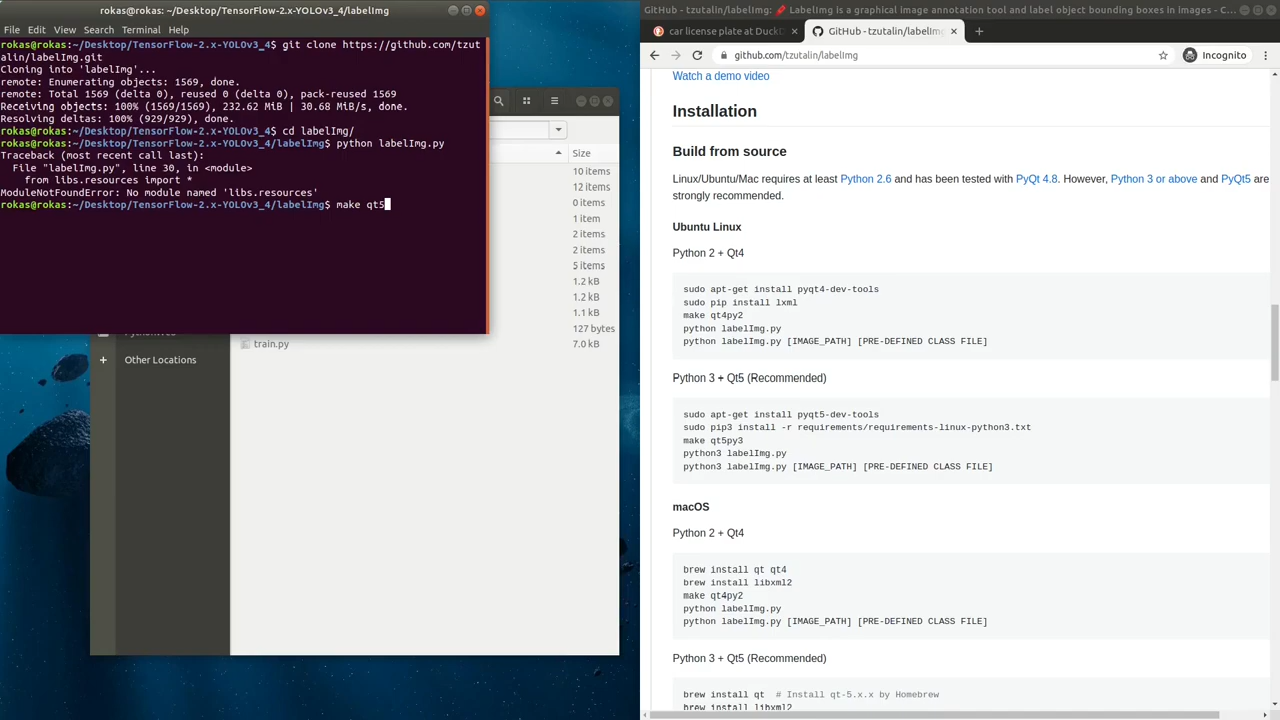 rokas@rokas: ~/Desktop/TensorFlow-2.x-YOLOv3_4/labelImg
File Edit View Search Terminal Help
rokas@rokas:~/Desktop/TensorFlow-2.x-YOLOv3_4$ git clone https://github.com/tzut
alin/labelImg.git
Cloning into 'labelImg'...
remote: Enumerating objects: 1569, done.
remote: Total 1569 (delta 0), reused 0 (delta 0), pack-reused 1569
Receiving objects: 100% (1569/1569), 232.62 MiB | 30.68 MiB/s, done.
Resolving deltas: 100% (929/929), done.
rokas@rokas:~/Desktop/TensorFlow-2.x-YOLOv3_4$ cd labelImg/
rokas@rokas:~/Desktop/TensorFlow-2.x-YOLOv3_4/labelImg$ python labelImg.py
Traceback (most recent call last):
File "labelImg.py", line 30, in <module>
from libs.resources import *
ModuleNotFoundError: No module named 'libs.resources'
rokas@rokas:~/Desktop/TensorFlow-2.x-YOLOv3_4/labelImg$ make qt5
Size
10 items
12 items
0 items
1 item
2 items
2 items
5 items
1.2 kB
1.2 kB
1.1 kB
127 bytes
train.py 7.0 kB
Other Locations
GitHub - tzutalin/labelImg: 🖍 LabelImg is a graphical image annotation tool and label object bounding boxes in images - C...
car license plate at DuckD
GitHub - tzutalin/labelImg
github.com/tzutalin/labelImg
Incognito
Watch a demo video
Installation
Build from source
Linux/Ubuntu/Mac requires at least Python 2.6 and has been tested with PyQt 4.8. However, Python 3 or above and PyQt5 are
strongly recommended.
Ubuntu Linux
Python 2 + Qt4
sudo apt-get install pyqt4-dev-tools
sudo pip install lxml
make qt4py2
python labelImg.py
python labelImg.py [IMAGE_PATH] [PRE-DEFINED CLASS FILE]
Python 3 + Qt5 (Recommended)
sudo apt-get install pyqt5-dev-tools
sudo pip3 install -r requirements/requirements-linux-python3.txt
make qt5py3
python3 labelImg.py
python3 labelImg.py [IMAGE_PATH] [PRE-DEFINED CLASS FILE]
macOS
Python 2 + Qt4
brew install qt qt4
brew install libxml2
make qt4py2
python labelImg.py
python labelImg.py [IMAGE_PATH] [PRE-DEFINED CLASS FILE]
Python 3 + Qt5 (Recommended)
brew install qt # Install qt-5.x.x by Homebrew
brew install libxml2